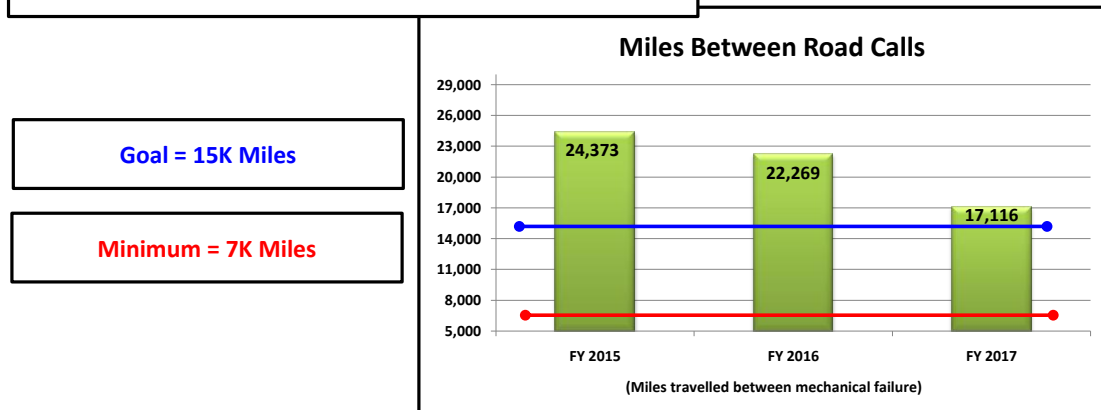 Goal = 15K Miles
Minimum = 7K Miles
Miles Between Road Calls
29,000
26,000
23,000
20,000
17,000
14,000
11,000
8,000
5,000
24,373
22,269
17,116
FY 2015
FY 2016
FY 2017
(Miles travelled between mechanical failure)